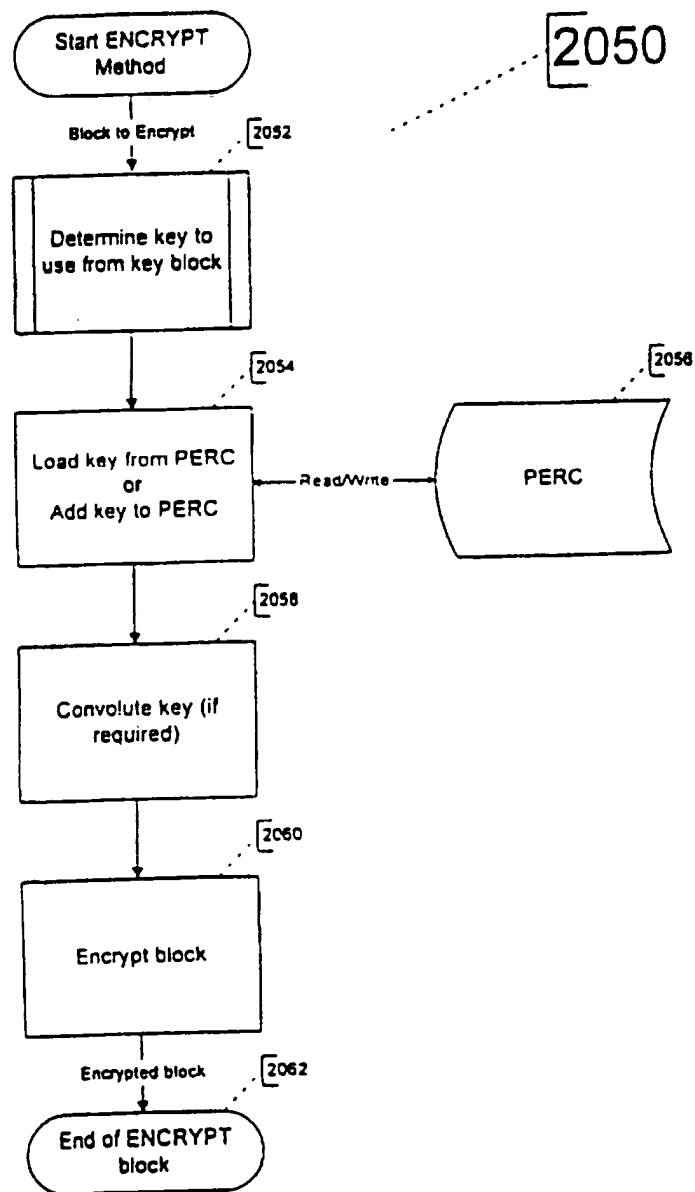 Start ENCRYPT
Method
2050
Block to Encrypt
2052
Determine key to
use from key block
2054
2056
Load key from PERC
or
Add key to PERC
Read/Write
PERC
2058
Convolute key (if
required)
2060
Encrypt block
Encrypted block
2062
End of ENCRYPT
block